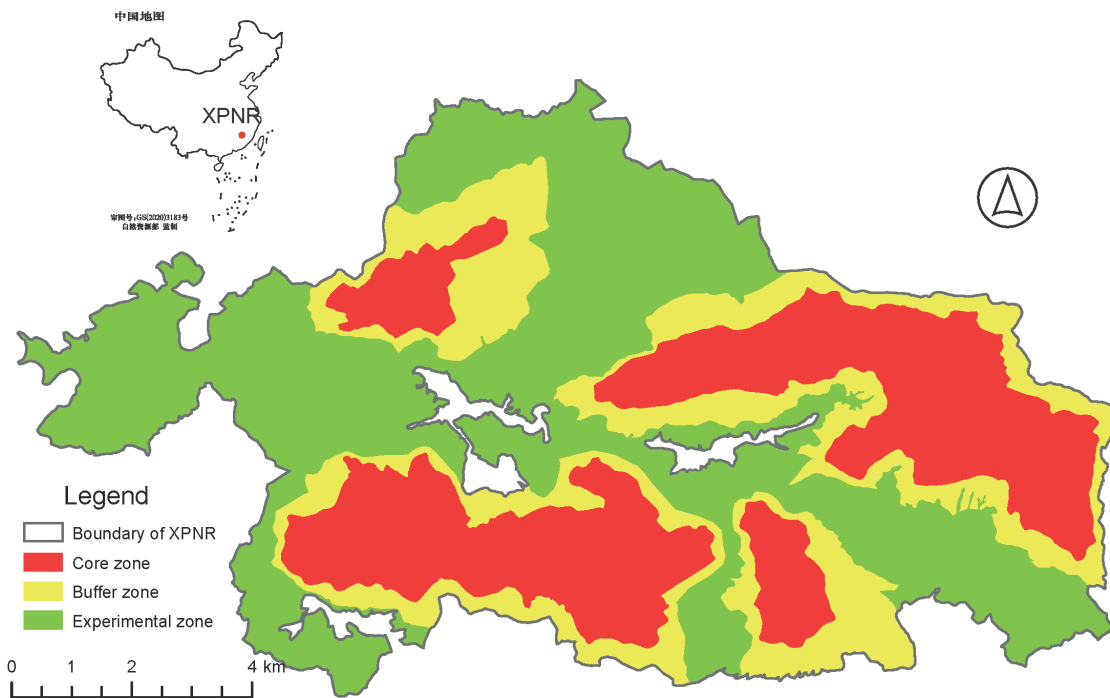 中国地图
XPNR
审图号:GS(2020)3183号
自然资源部 监制
Legend
Boundary of XPNR
Core zone
Buffer zone
Experimental zone
0 1 2 4 km